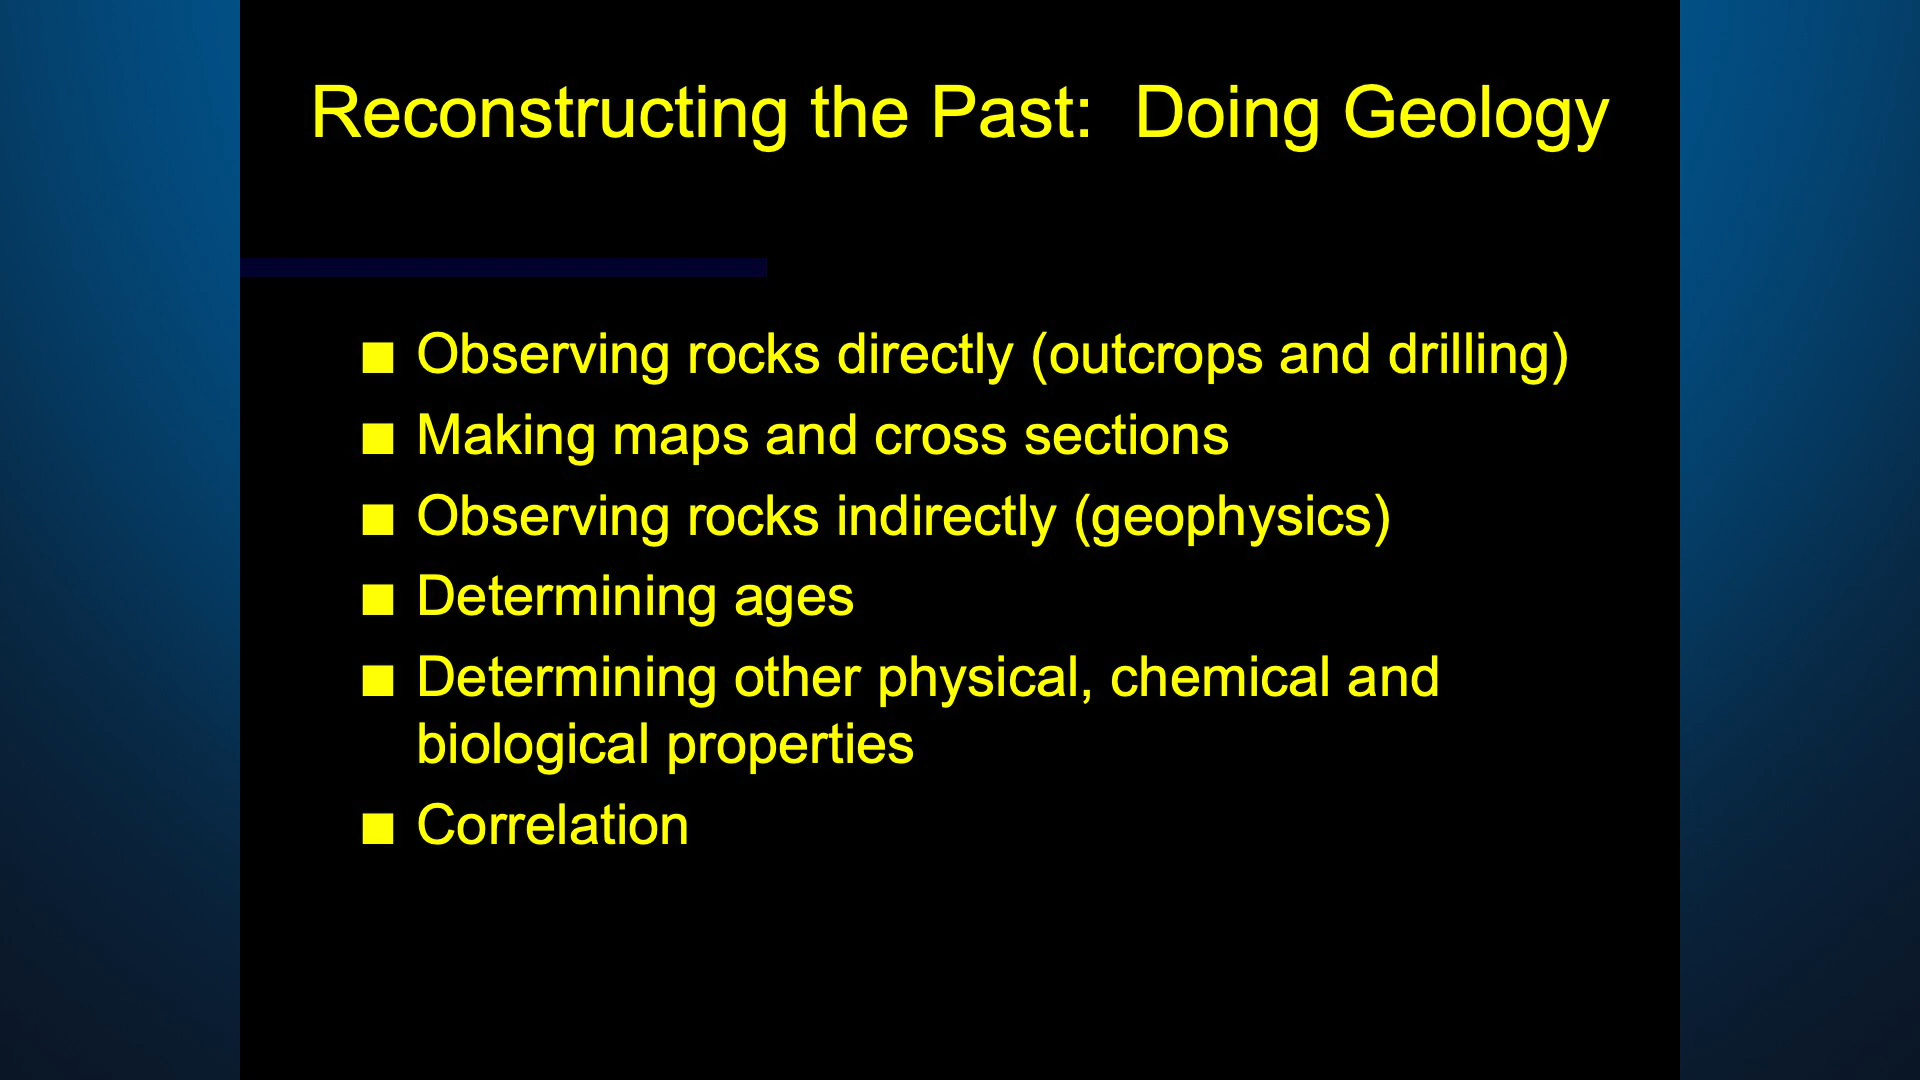 Reconstructing the Past:  Doing Geology
■ Observing rocks directly (outcrops and drilling)
■ Making maps and cross sections
■ Observing rocks indirectly (geophysics)
■ Determining ages
■ Determining other physical, chemical and
biological properties
■ Correlation